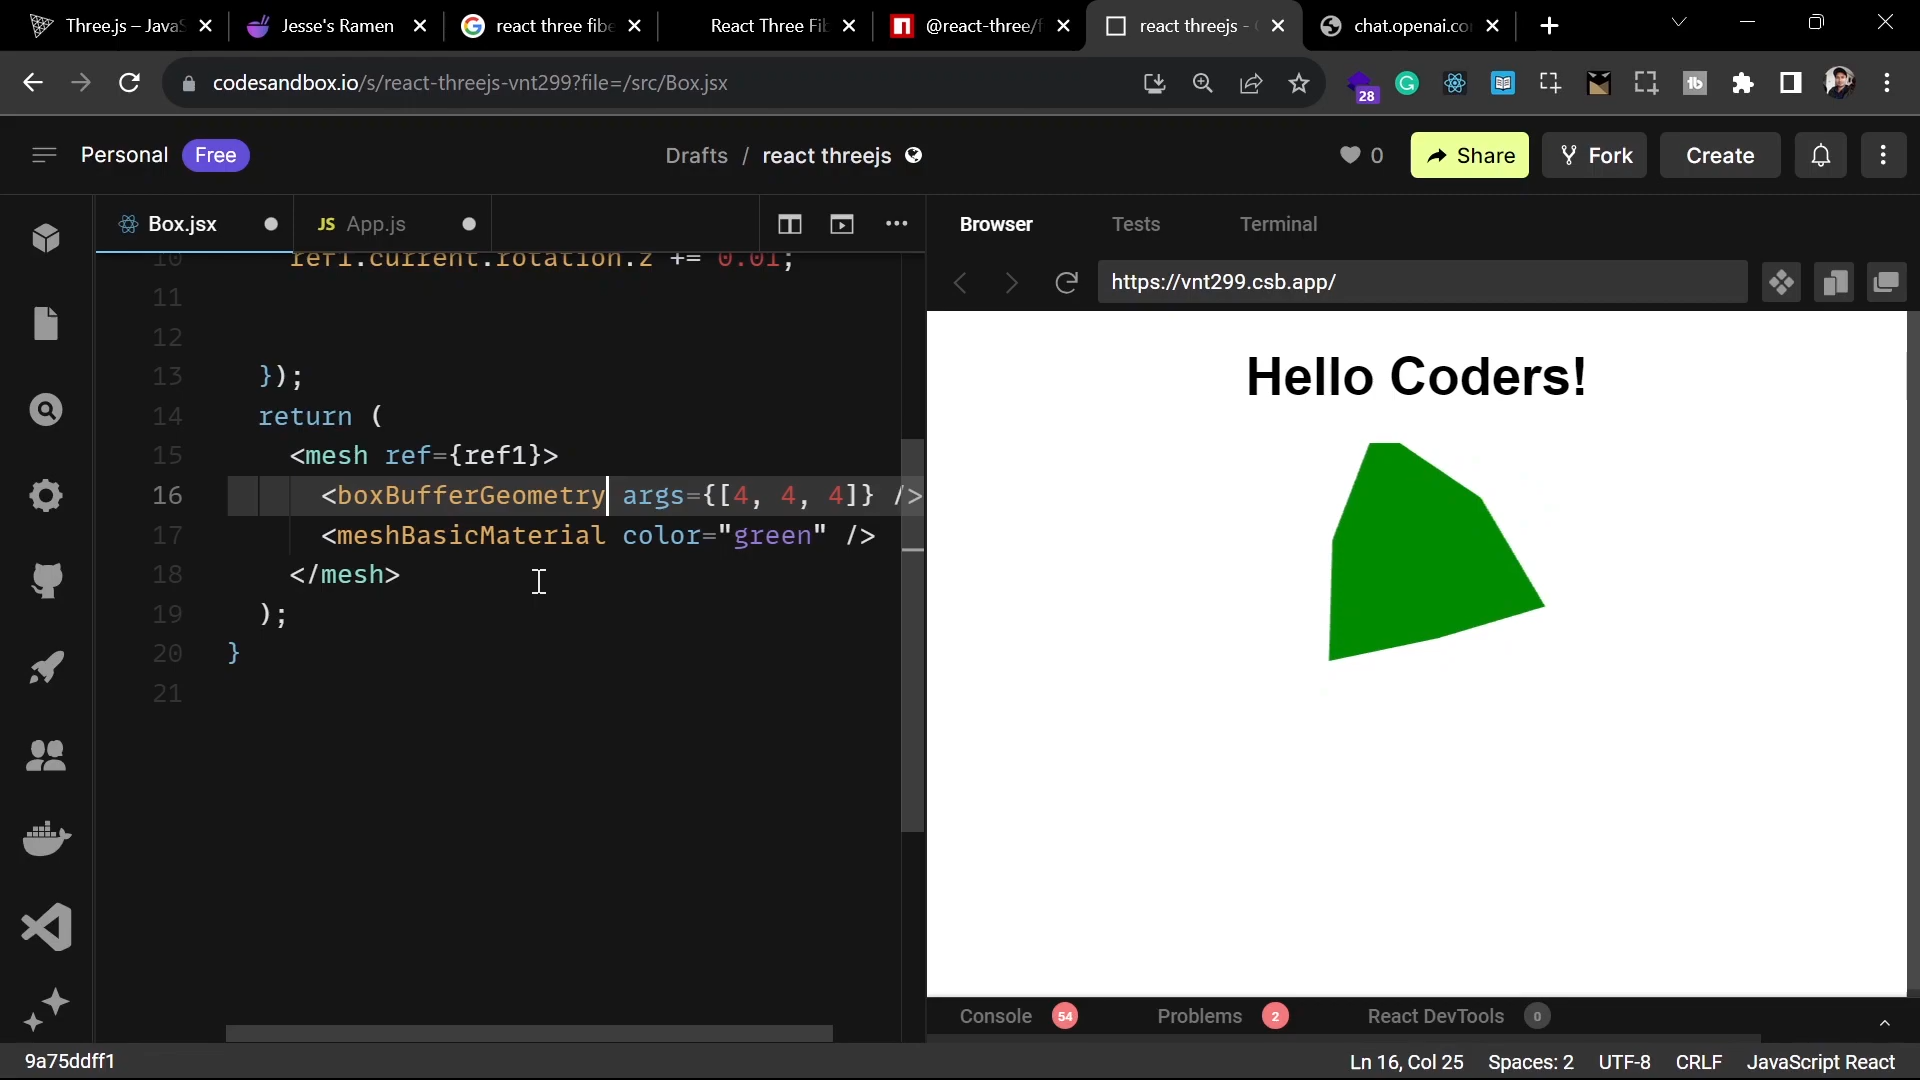 Three.js – JavaS
Jesse's Ramen
react three fibe
React Three Fib
@react-three/f
react threejs -
chat.openai.co
codesandbox.io/s/react-threejs-vnt299?file=/src/Box.jsx
28
Personal Free
Drafts / react threejs
0
Share
Fork
Create
Box.jsx
JS App.js
Browser
Tests
Terminal
https://vnt299.csb.app/
10 ref1.current.rotation.z += 0.01;
11
12
13 });
14 return (
15 <mesh ref={ref1}>
16 <boxBufferGeometry args={[4, 4, 4]} />
17 <meshBasicMaterial color="green" />
18 </mesh>
19 );
20 }
21
Hello Coders!
Console 54
Problems 2
React DevTools 0
9a75ddff1
Ln 16, Col 25
Spaces: 2
UTF-8
CRLF
JavaScript React